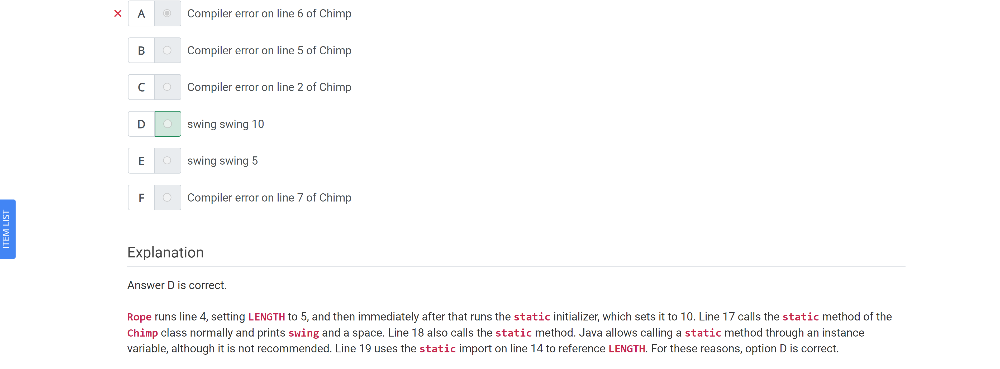 A Compiler error on line 6 of Chimp
B Compiler error on line 5 of Chimp
C Compiler error on line 2 of Chimp
D swing swing 10
E swing swing 5
F Compiler error on line 7 of Chimp
ITEM LIST
Explanation
Answer D is correct.
Rope runs line 4, setting LENGTH to 5, and then immediately after that runs the static initializer, which sets it to 10. Line 17 calls the static method of the
Chimp class normally and prints swing and a space. Line 18 also calls the static method. Java allows calling a static method through an instance
variable, although it is not recommended. Line 19 uses the static import on line 14 to reference LENGTH. For these reasons, option D is correct.